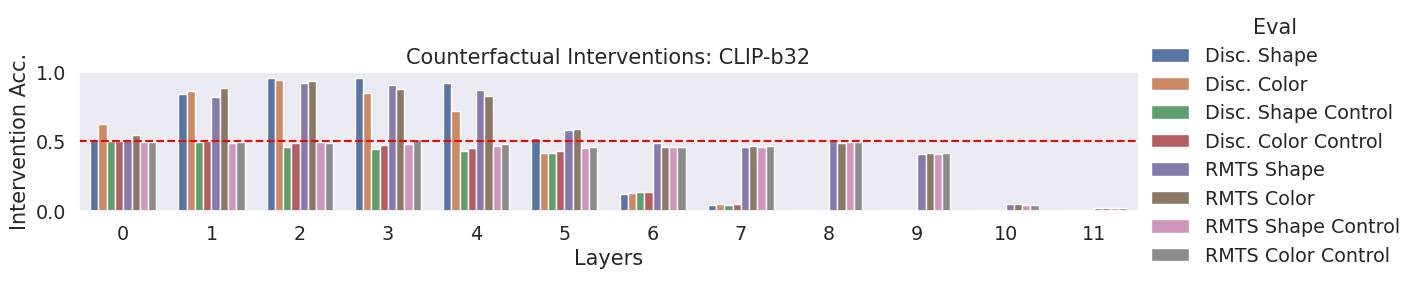 Counterfactual Interventions: CLIP-b32
Intervention Acc.
1.0
0.5
0.0
0 1 2 3 4 5 6 7 8 9 10 11
Layers
Eval
Disc. Shape
Disc. Color
Disc. Shape Control
Disc. Color Control
RMTS Shape
RMTS Color
RMTS Shape Control
RMTS Color Control